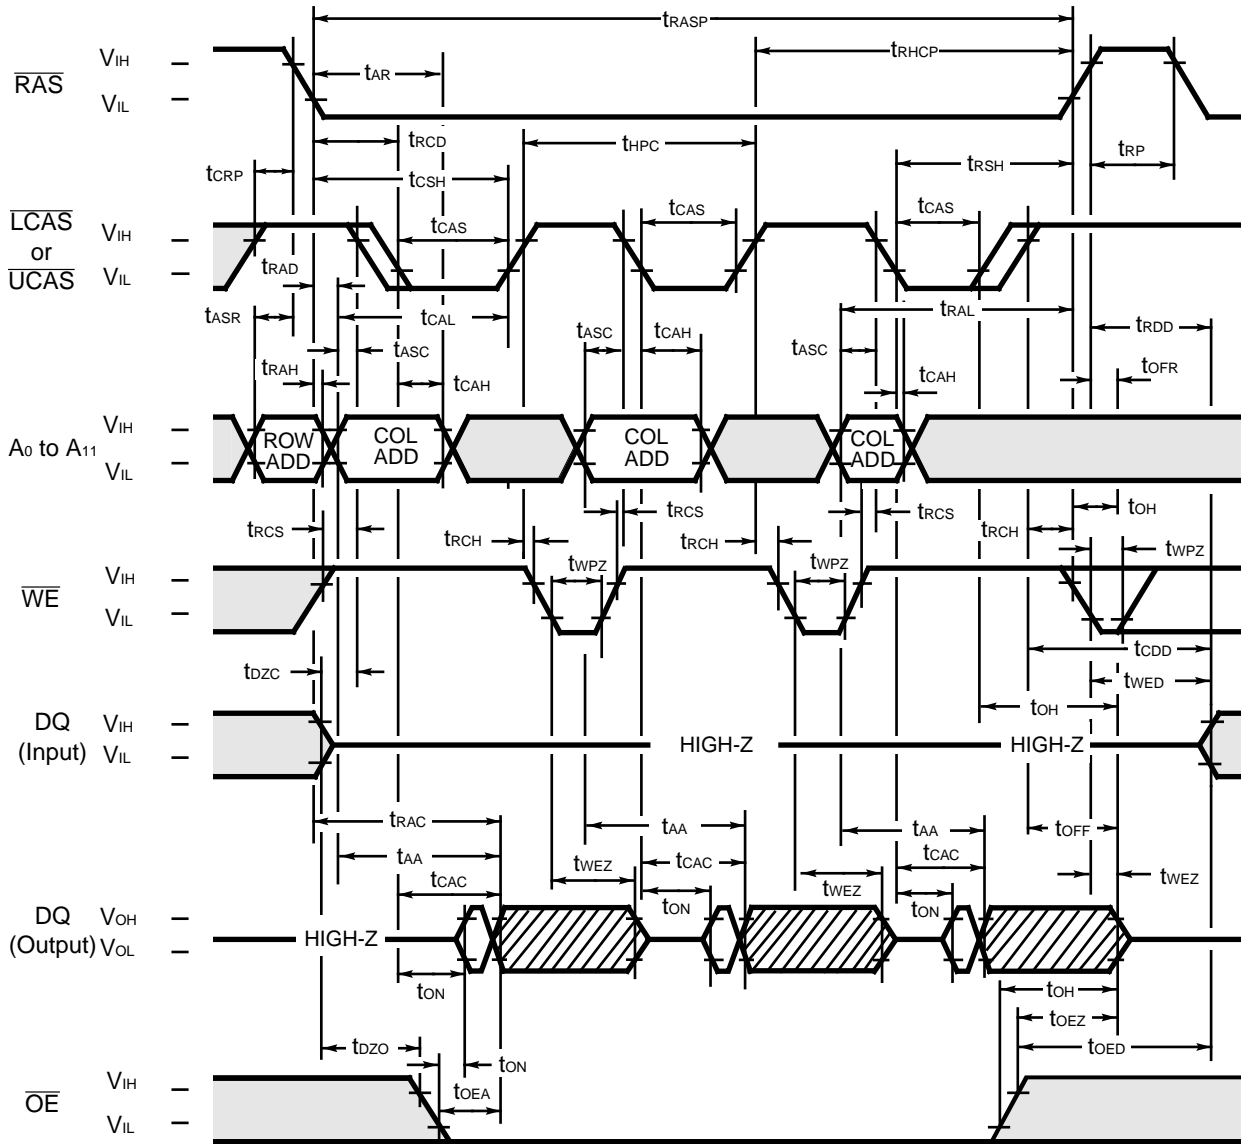 tRASP
VIH
tRHCP
tAR
RAS
VIL
tRCD
tHPC
tRSH
tRP
tCRP
tCSH
LCAS
or
UCAS
VIH
VIL
tCAS
tCAS
tCAS
tRAD
tASR
tCAL
tASC
tCAH
tRAL
tRDD
tRAH
tASC
tASC
tOFR
tCAH
tCAH
A0 to A11
VIH
VIL
ROW
ADD
COL
ADD
COL
ADD
COL
ADD
tRCS
tRCS
tRCS
tOH
tRCH
tRCH
tRCH
tWPZ
tWPZ
tWPZ
WE
VIH
VIL
tCDD
tDZC
tWED
tOH
DQ
(Input)
VIH
VIL
HIGH-Z
HIGH-Z
tRAC
tAA
tAA
tOFF
tAA
tWEZ
tCAC
tCAC
tWEZ
tCAC
tWEZ
tON
tON
DQ
(Output)
VOH
VOL
HIGH-Z
tON
tOH
tOEZ
tDZO
tON
tOED
tOEA
OE
VIH
VIL